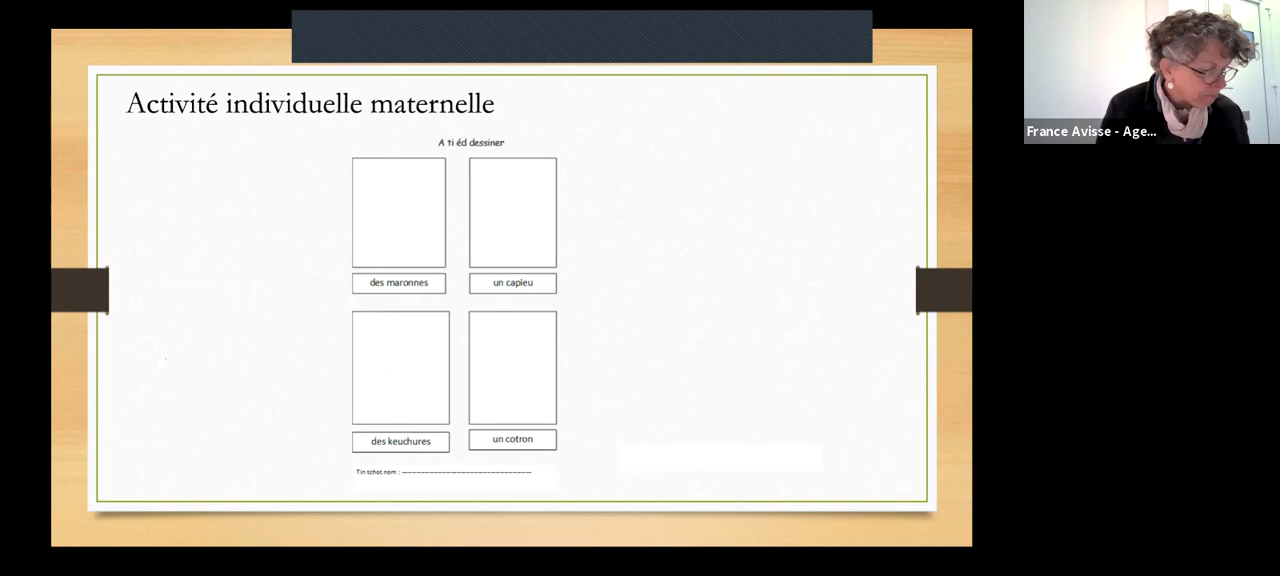 Activité individuelle maternelle
A ti éd dessiner
des maronnes
un capieu
des keuchures
un cotron
Tin tchot nom :
France Avisse - Age...